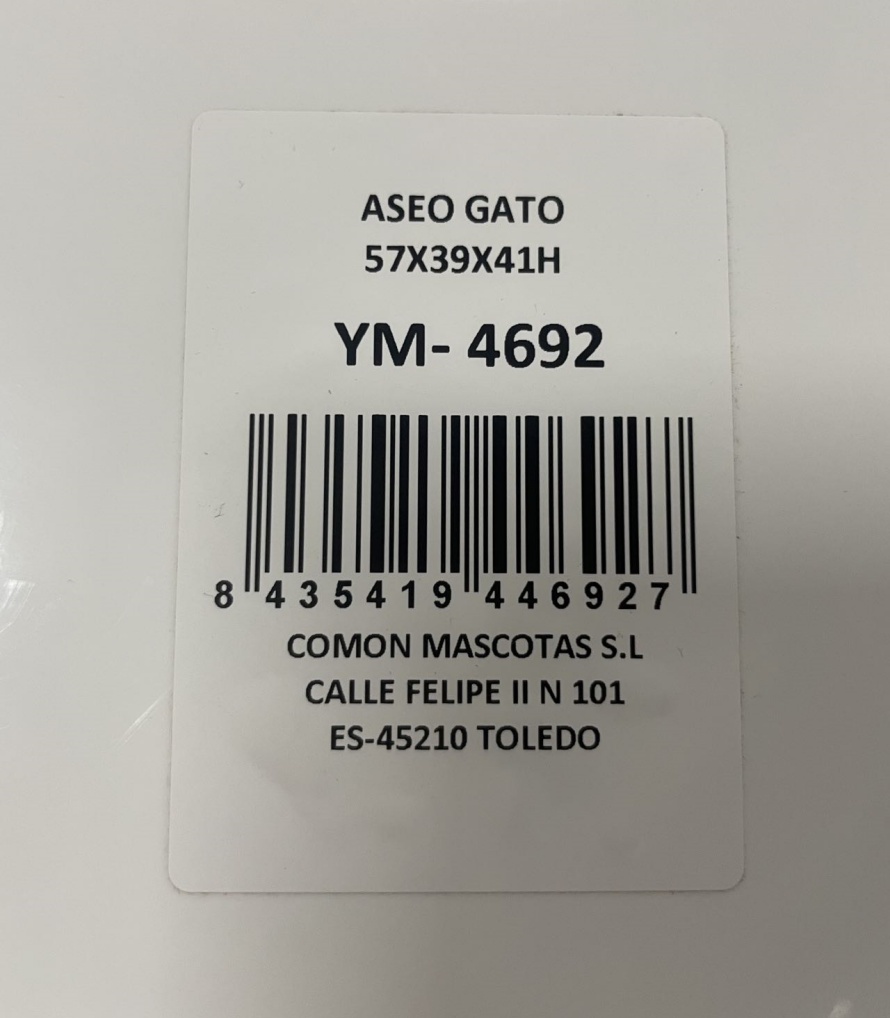 ASEO GATO
57X39X41H
YM- 4692
8 435419 446927
COMON MASCOTAS S.L
CALLE FELIPE II N 101
ES-45210 TOLEDO